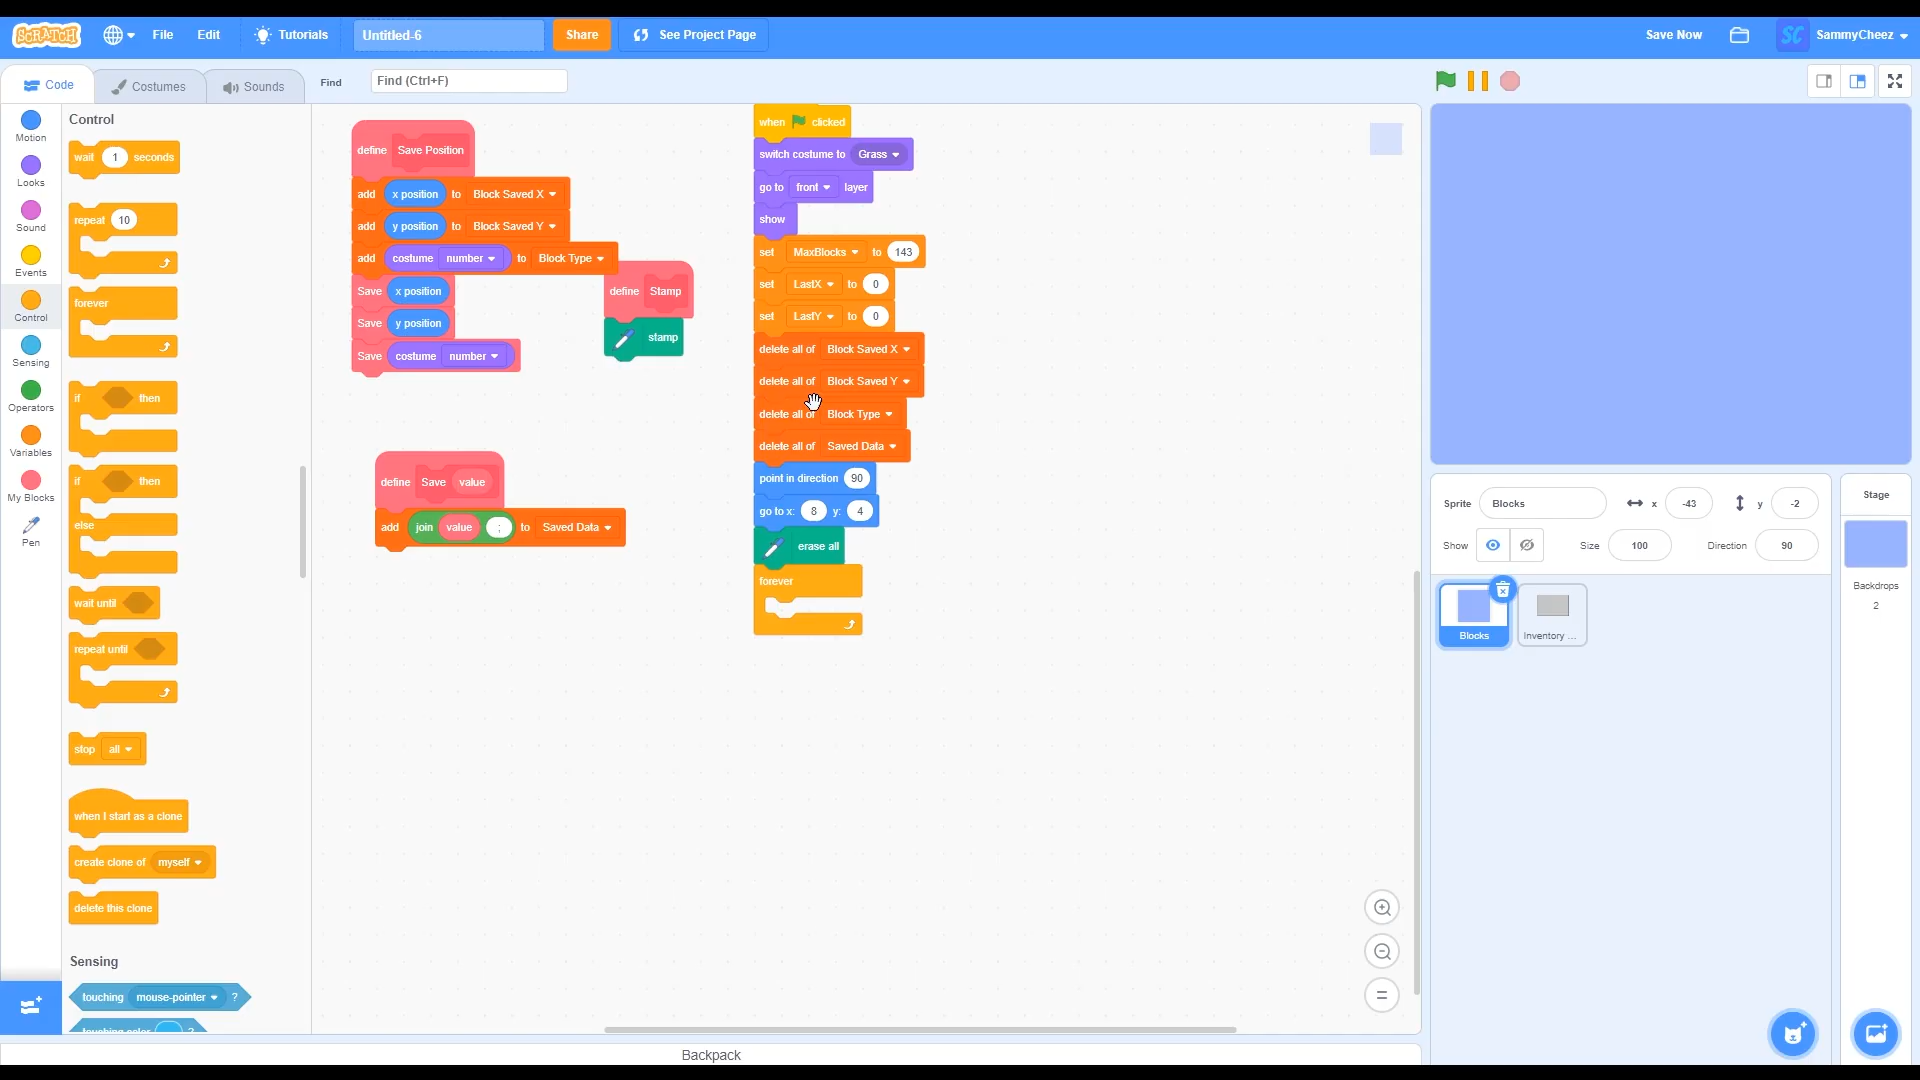 SCRATCH File Edit Tutorials Untitled-6 Share See Project Page Save Now SC SammyCheez
Code Costumes Sounds Find Find (Ctrl+F)
Motion
Looks
Sound
Events
Control
Sensing
Operators
Variables
My Blocks
Pen
Control
wait 1 seconds
repeat 10
forever
if then
if then
else
wait until
repeat until
stop all
when I start as a clone
create clone of myself
delete this clone
Sensing
touching mouse-pointer ?
touching color ?
define Save Position
add x position to Block Saved X
add y position to Block Saved Y
add costume number to Block Type
Save x position
Save y position
Save costume number
define Stamp
stamp
define Save value
add join value ; to Saved Data
when clicked
switch costume to Grass
go to front layer
show
set MaxBlocks to 143
set LastX to 0
set LastY to 0
delete all of Block Saved X
delete all of Block Saved Y
delete all of Block Type
delete all of Saved Data
point in direction 90
go to x: 8 y: 4
erase all
forever
Sprite Blocks x -43 y -2
Show Size 100 Direction 90
Blocks
Inventory ...
Stage
Backdrops
2
Backpack